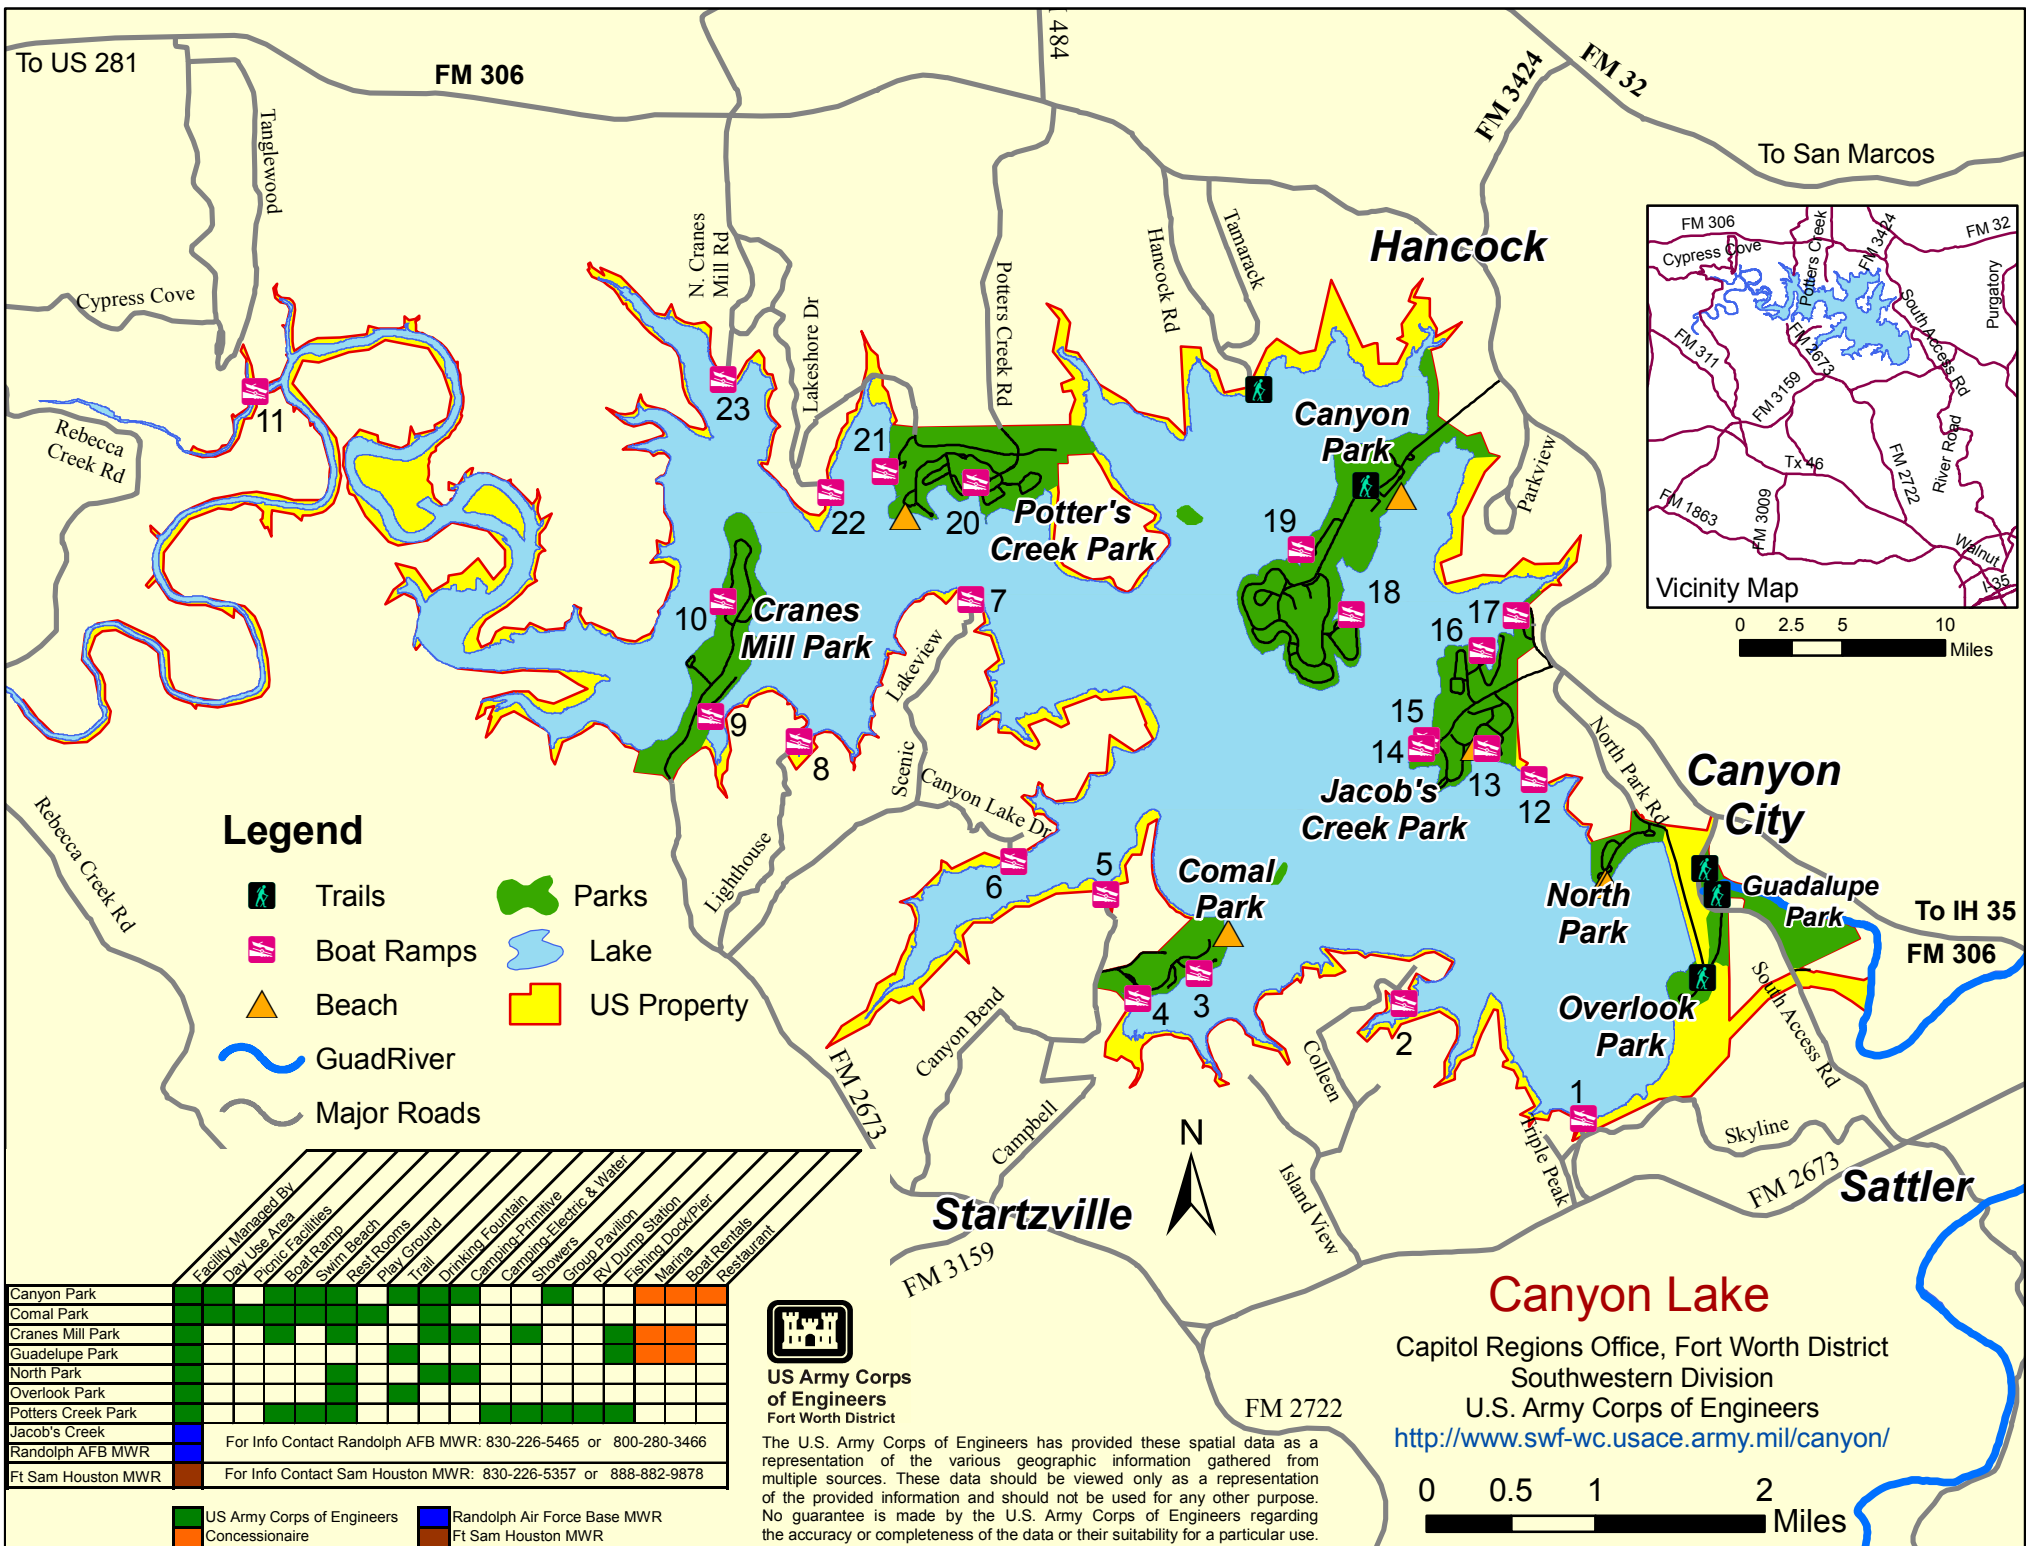 To US 281
FM 306
484
FM 3424
FM 32
To San Marcos
Tanglewood
Cypress Cove
Rebecca
Creek Rd
N. Cranes
Mill Rd
Lakeshore Dr
Potters Creek Rd
Hancock Rd
Tamarack
Hancock
Parkview
Canyon
Park
Potter's
Creek Park
Cranes
Mill Park
11
23
21
22
20
19
18
17
16
15
14
13
12
10
9
8
7
6
5
4
3
2
1
Lakeview
Scenic
Canyon Lake Dr
Lighthouse
Jacob's
Creek Park
North Park Rd
Canyon
City
Comal
Park
North
Park
Guadalupe
Park
To IH 35
FM 306
Overlook
Park
South Access Rd
Rebecca Creek Rd
FM 2673
Canyon Bend
Campbell
Colleen
Island View
Triple Peak
Skyline
FM 2673
Sattler
Startzville
FM 3159
FM 2722
N
Legend
Trails
Parks
Boat Ramps
Lake
Beach
US Property
GuadRiver
Major Roads
FM 306
Cypress Cove
Potters Creek
FM 3424
FM 32
Purgatory
South Access Rd
FM 311
FM 2673
FM 3159
River Road
Tx 46
FM 2722
FM 1863
FM 3009
Walnut
I-35
Vicinity Map
0 2.5 5 10
Miles
Facility Managed By
Day Use Area
Picnic Facilities
Boat Ramp
Swim Beach
Rest Rooms
Play Ground
Trail
Drinking Fountain
Camping-Primitive
Camping-Electric & Water
Showers
Group Pavilion
RV Dump Station
Fishing Dock/Pier
Marina
Boat Rentals
Restaurant
Canyon Park
Comal Park
Cranes Mill Park
Guadelupe Park
North Park
Overlook Park
Potters Creek Park
Jacob's Creek
Randolph AFB MWR
For Info Contact Randolph AFB MWR: 830-226-5465 or 800-280-3466
Ft Sam Houston MWR
For Info Contact Sam Houston MWR: 830-226-5357 or 888-882-9878
US Army Corps of Engineers
Randolph Air Force Base MWR
Concessionaire
Ft Sam Houston MWR
US Army Corps
of Engineers
Fort Worth District
The U.S. Army Corps of Engineers has provided these spatial data as a
representation of the various geographic information gathered from
multiple sources. These data should be viewed only as a representation
of the provided information and should not be used for any other purpose.
No guarantee is made by the U.S. Army Corps of Engineers regarding
the accuracy or completeness of the data or their suitability for a particular use.
Canyon Lake
Capitol Regions Office, Fort Worth District
Southwestern Division
U.S. Army Corps of Engineers
http://www.swf-wc.usace.army.mil/canyon/
0 0.5 1 2
Miles